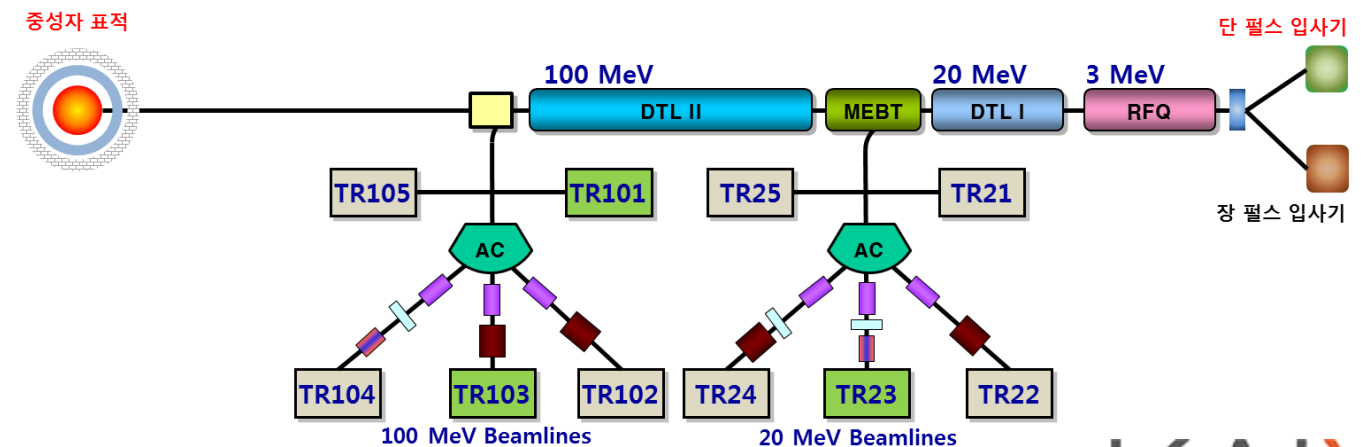 중성자 표적
단 펄스 입사기
100 MeV
20 MeV
3 MeV
DTL II
MEBT
DTL I
RFQ
TR105
TR101
TR25
TR21
장 펄스 입사기
AC
AC
TR104
TR103
TR102
TR24
TR23
TR22
100 MeV Beamlines
20 MeV Beamlines